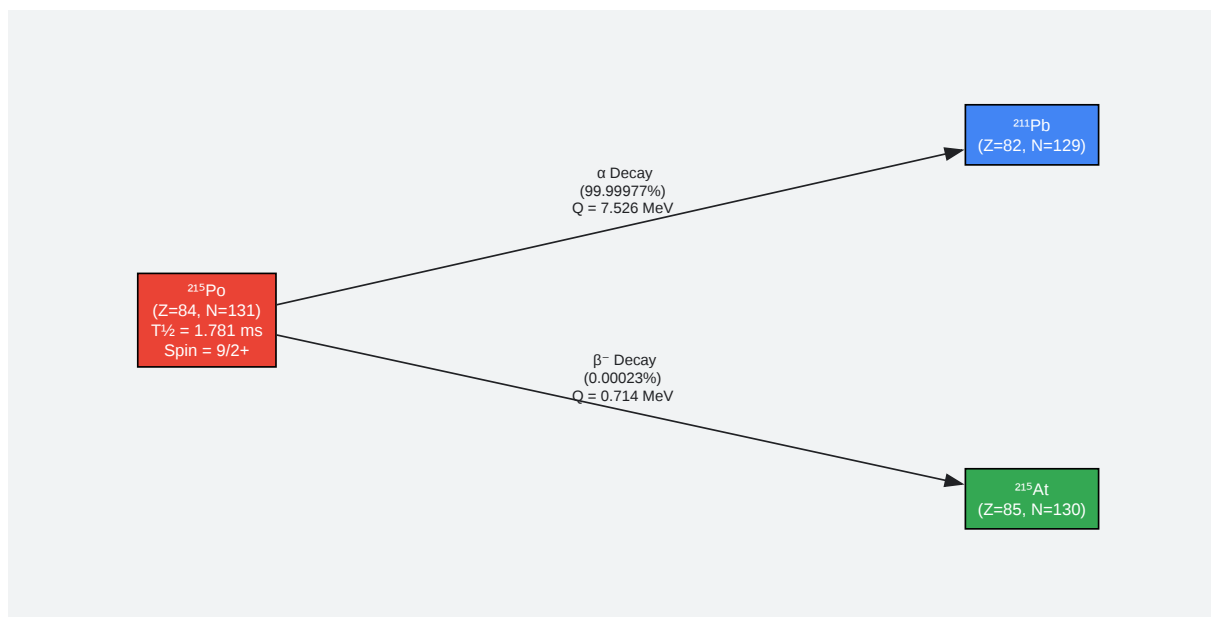 ²¹⁵Po
(Z=84, N=131)
T½ = 1.781 ms
Spin = 9/2+
α Decay
(99.99977%)
Q = 7.526 MeV
²¹¹Pb
(Z=82, N=129)
β⁻ Decay
(0.00023%)
Q = 0.714 MeV
²¹⁵At
(Z=85, N=130)